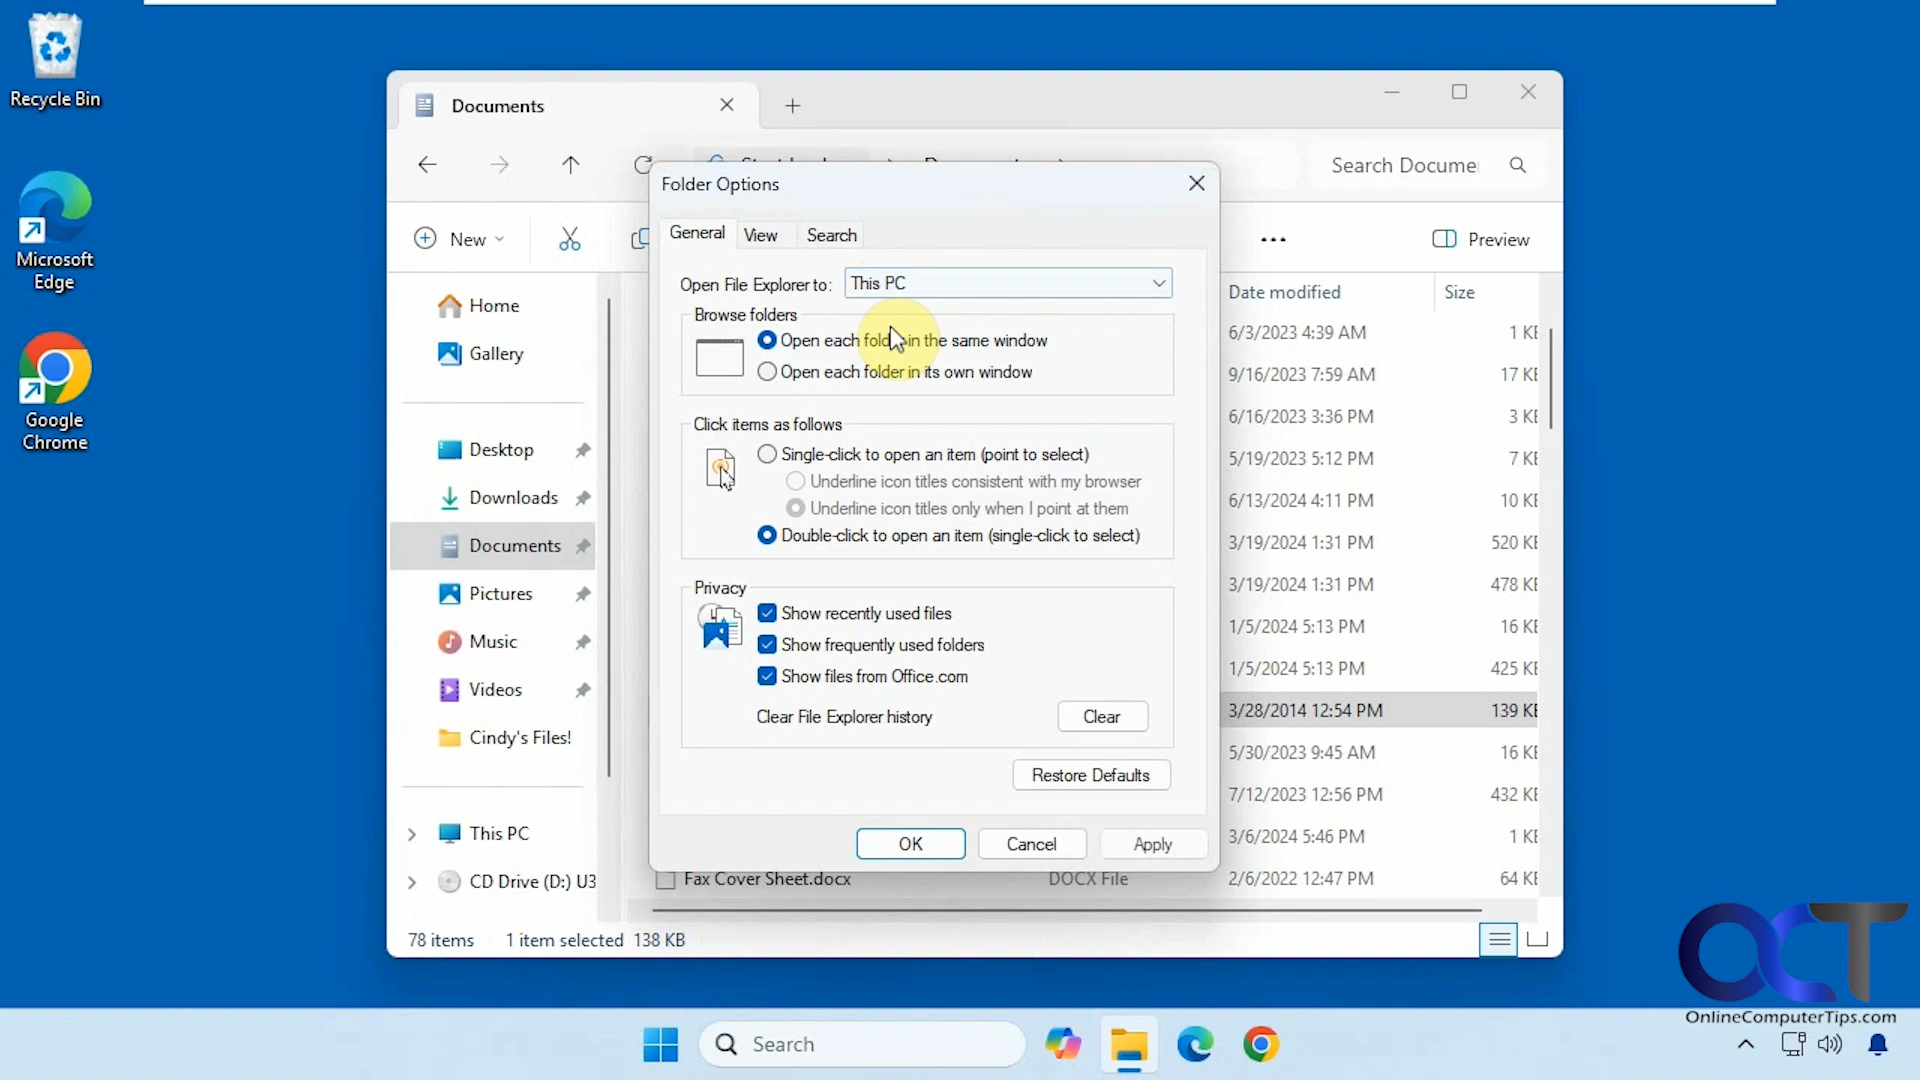 Recycle Bin
Microsoft
Edge
Google
Chrome
Documents
Search Docume
New
Preview
Folder Options
General
View
Search
Open File Explorer to:
This PC
Browse folders
Open each folder in the same window
Open each folder in its own window
Click items as follows
Single-click to open an item (point to select)
Underline icon titles consistent with my browser
Underline icon titles only when I point at them
Double-click to open an item (single-click to select)
Privacy
Show recently used files
Show frequently used folders
Show files from Office.com
Clear File Explorer history
Clear
Restore Defaults
OK
Cancel
Apply
Home
Gallery
Desktop
Downloads
Documents
Pictures
Music
Videos
Cindy's Files!
This PC
CD Drive (D:) U3
Date modified
Size
6/3/2023 4:39 AM 1 KB
9/16/2023 7:59 AM 17 KB
6/16/2023 3:36 PM 3 KB
5/19/2023 5:12 PM 7 KB
6/13/2024 4:11 PM 10 KB
3/19/2024 1:31 PM 520 KB
3/19/2024 1:31 PM 478 KB
1/5/2024 5:13 PM 16 KB
1/5/2024 5:13 PM 425 KB
3/28/2014 12:54 PM 139 KB
5/30/2023 9:45 AM 16 KB
7/12/2023 12:56 PM 432 KB
3/6/2024 5:46 PM 1 KB
Fax Cover Sheet.docx DOCX File 2/6/2022 12:47 PM 64 KB
78 items 1 item selected 138 KB
OCT
OnlineComputerTips.com
Search